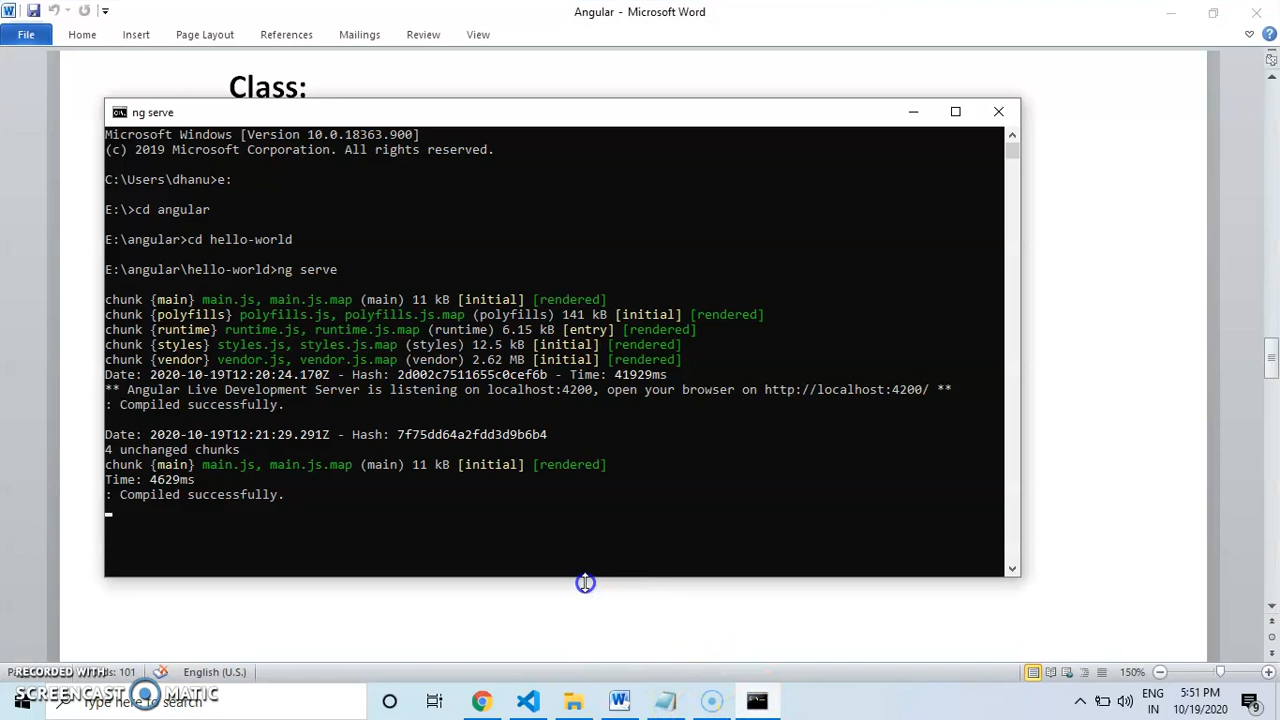 Angular - Microsoft Word
File Home Insert Page Layout References Mailings Review View
Class:
ng serve
Microsoft Windows [Version 10.0.18363.900]
(c) 2019 Microsoft Corporation. All rights reserved.
C:\Users\dhanu>e:
E:\>cd angular
E:\angular>cd hello-world
E:\angular\hello-world>ng serve
chunk {main} main.js, main.js.map (main) 11 kB [initial] [rendered]
chunk {polyfills} polyfills.js, polyfills.js.map (polyfills) 141 kB [initial] [rendered]
chunk {runtime} runtime.js, runtime.js.map (runtime) 6.15 kB [entry] [rendered]
chunk {styles} styles.js, styles.js.map (styles) 12.5 kB [initial] [rendered]
chunk {vendor} vendor.js, vendor.js.map (vendor) 2.62 MB [initial] [rendered]
Date: 2020-10-19T12:20:24.170Z - Hash: 2d002c7511655c0cef6b - Time: 41929ms
** Angular Live Development Server is listening on localhost:4200, open your browser on http://localhost:4200/ **
: Compiled successfully.
Date: 2020-10-19T12:21:29.291Z - Hash: 7f75dd64a2fdd3d9b6b4
4 unchanged chunks
chunk {main} main.js, main.js.map (main) 11 kB [initial] [rendered]
Time: 4629ms
: Compiled successfully.
: 101 English (U.S.) 150%
RECORDED WITH
SCREENCAST MATIC
Type here to search
ENG 5:51 PM
IN 10/19/2020 9